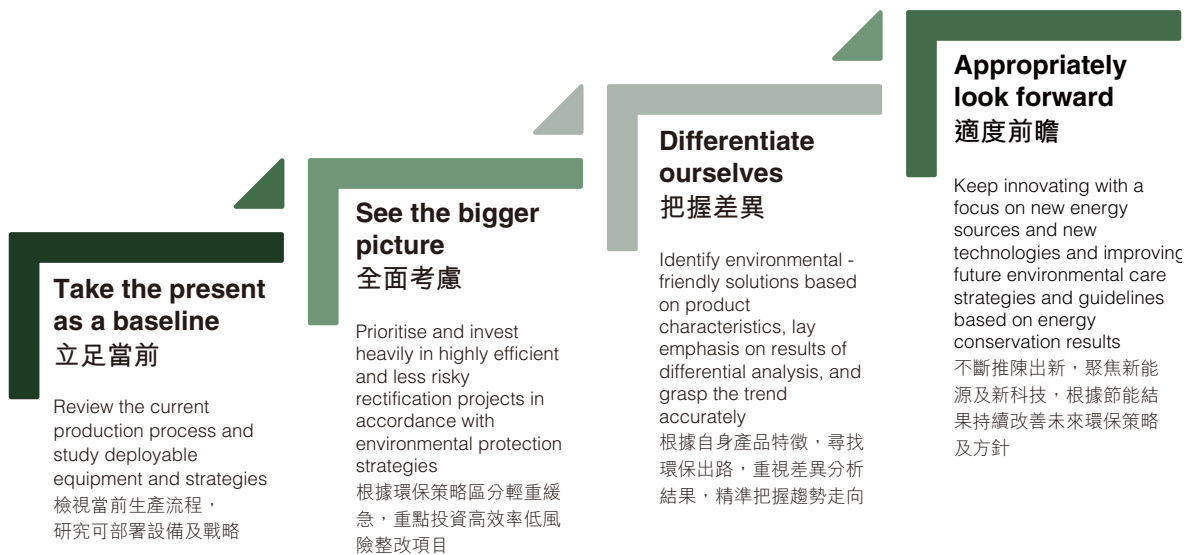 Take the present
as a baseline
立足當前
Review the current
production process and
study deployable
equipment and strategies
檢視當前生產流程，
研究可部署設備及戰略
See the bigger
picture
全面考慮
Prioritise and invest
heavily in highly efficient
and less risky
rectification projects in
accordance with
environmental protection
strategies
根據環保策略區分輕重緩
急，重點投資高效率低風
險整改項目
Differentiate
ourselves
把握差異
Identify environmental -
friendly solutions based
on product
characteristics, lay
emphasis on results of
differential analysis, and
grasp the trend
accurately
根據自身產品特徵，尋找
環保出路，重視差異分析
結果，精準把握趨勢走向
Appropriately
look forward
適度前瞻
Keep innovating with a
focus on new energy
sources and new
technologies and improving
future environmental care
strategies and guidelines
based on energy
conservation results
不斷推陳出新，聚焦新能
源及新科技，根據節能結
果持續改善未來環保策略
及方針